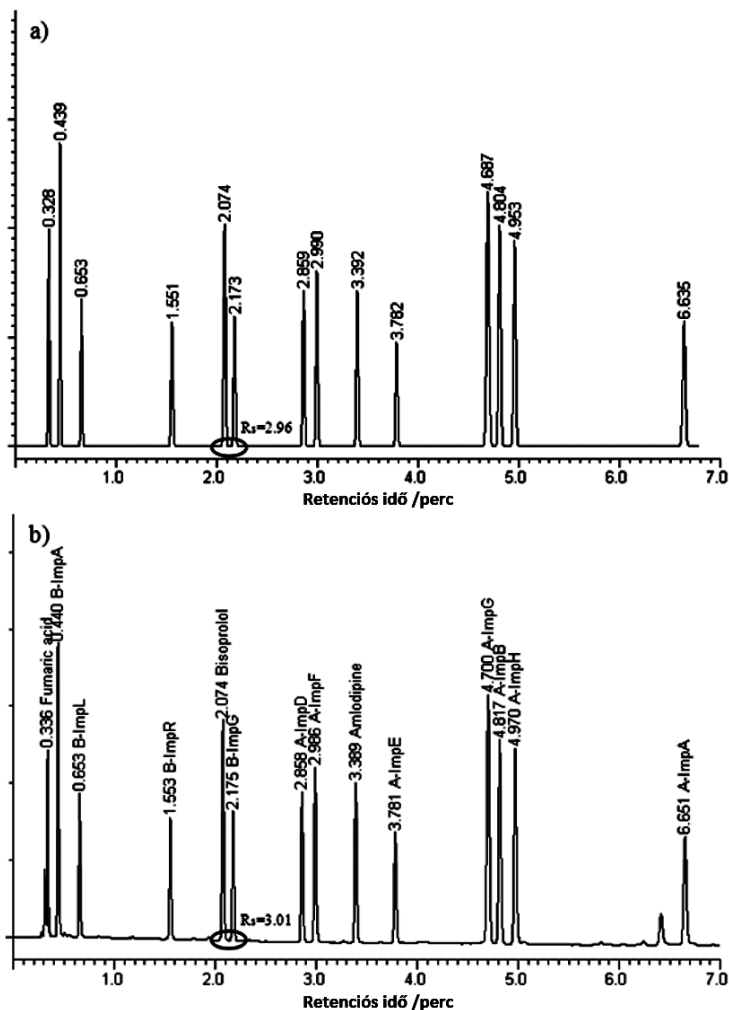 a)
0.328
0.439
0.653
1.551
2.074
2.173
2.859
2.990
3.392
3.782
4.687
4.804
4.953
6.635
Rs=2.96
1.0 2.0 3.0 4.0 5.0 6.0 7.0
Retenciós idő /perc
b)
0.336 Fumaric acid
0.440 B-ImpA
0.653 B-ImpL
1.553 B-ImpR
2.074 Bisoprolol
2.175 B-ImpG
2.858 A-ImpD
2.986 A-ImpF
3.389 Amlodipine
3.781 A-ImpE
4.700 A-ImpG
4.817 A-ImpB
4.970 A-ImpH
6.651 A-ImpA
Rs=3.01
1.0 2.0 3.0 4.0 5.0 6.0 7.0
Retenciós idő /perc